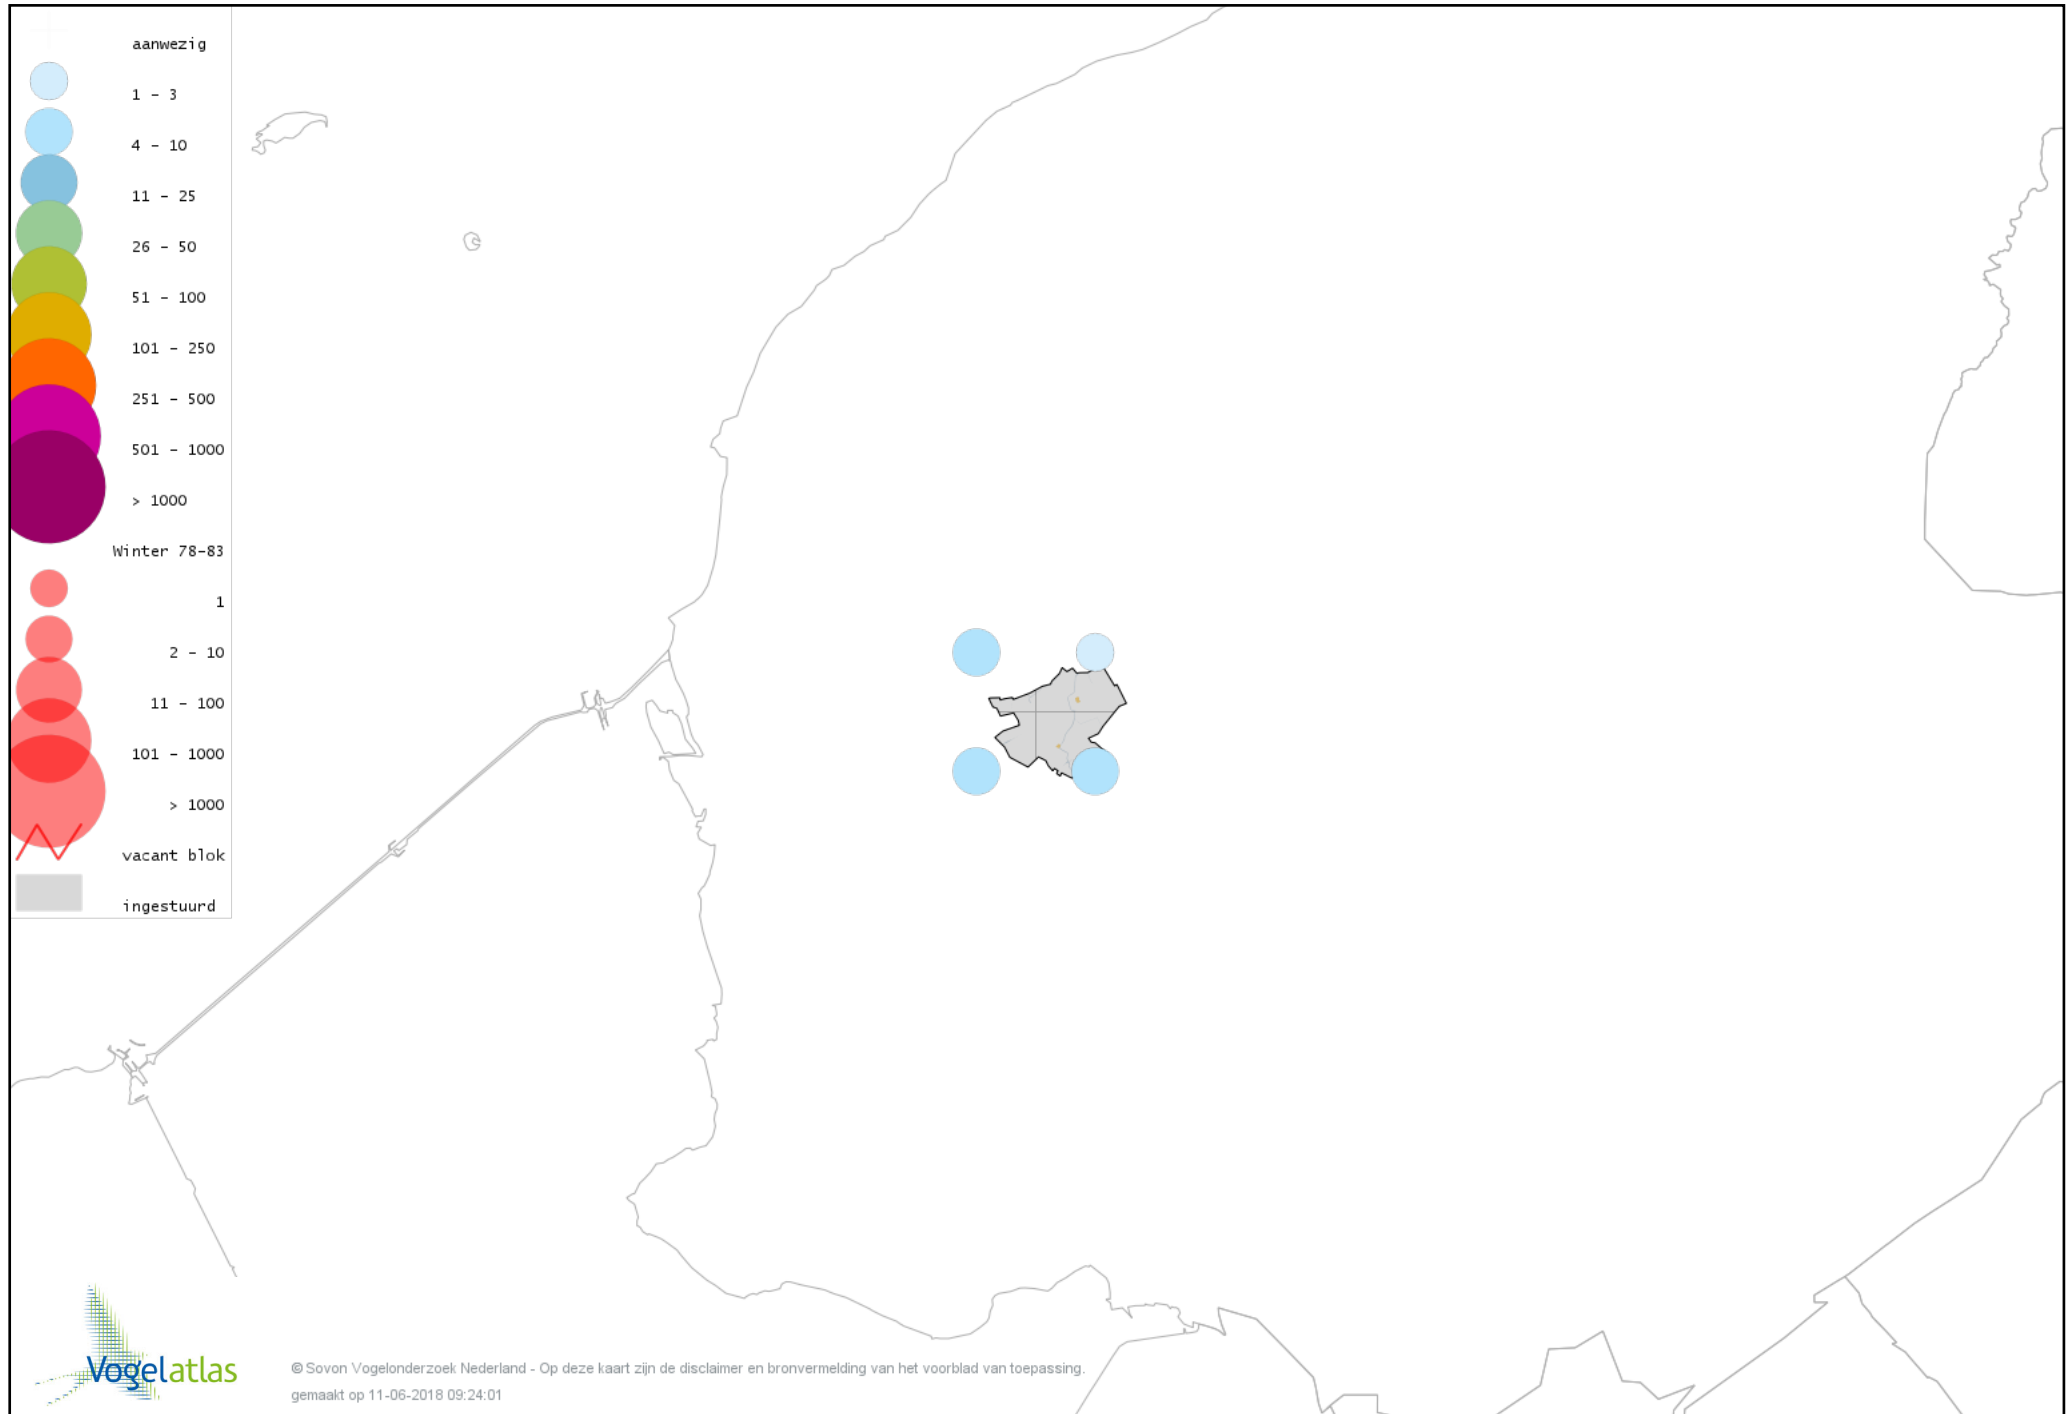 aanwezig
1 - 3
4 - 10
11 - 25
26 - 50
51 - 100
101 - 250
251 - 500
501 - 1000
> 1000
Winter 78-83
1
2 - 10
11 - 100
101 - 1000
> 1000
vacant blok
ingestuurd
Vogelatlas
© Sovon Vogelonderzoek Nederland - Op deze kaart zijn de disclaimer en bronvermelding van het voorblad van toepassing.
gemaakt op 11-06-2018 09:24:01